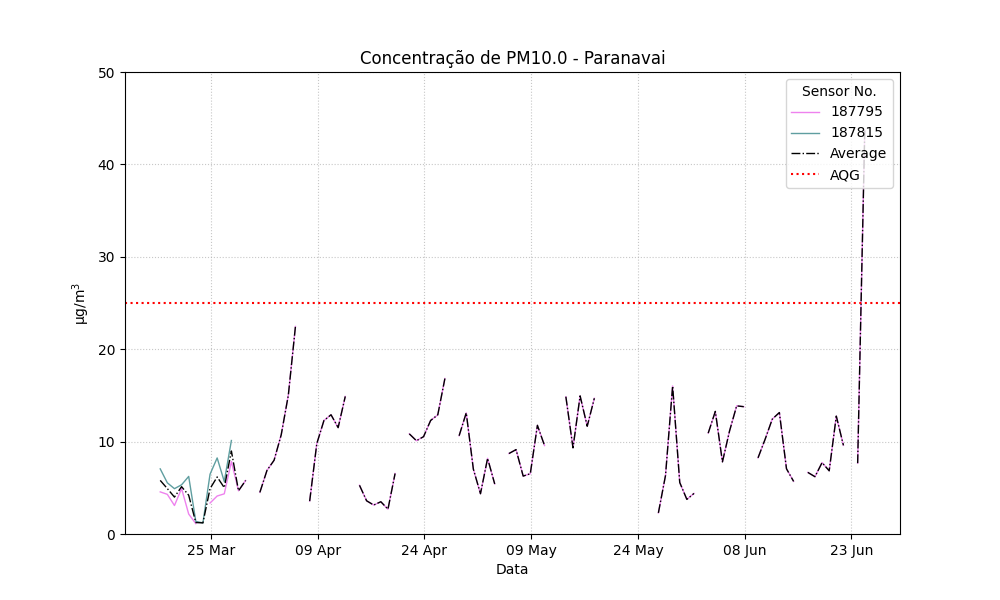 Concentração de PM10.0 - Paranavai
50
40
30
20
10
0
µg/m³
Sensor No.
187795
187815
Average
AQG
25 Mar
09 Apr
24 Apr
09 May
24 May
08 Jun
23 Jun
Data